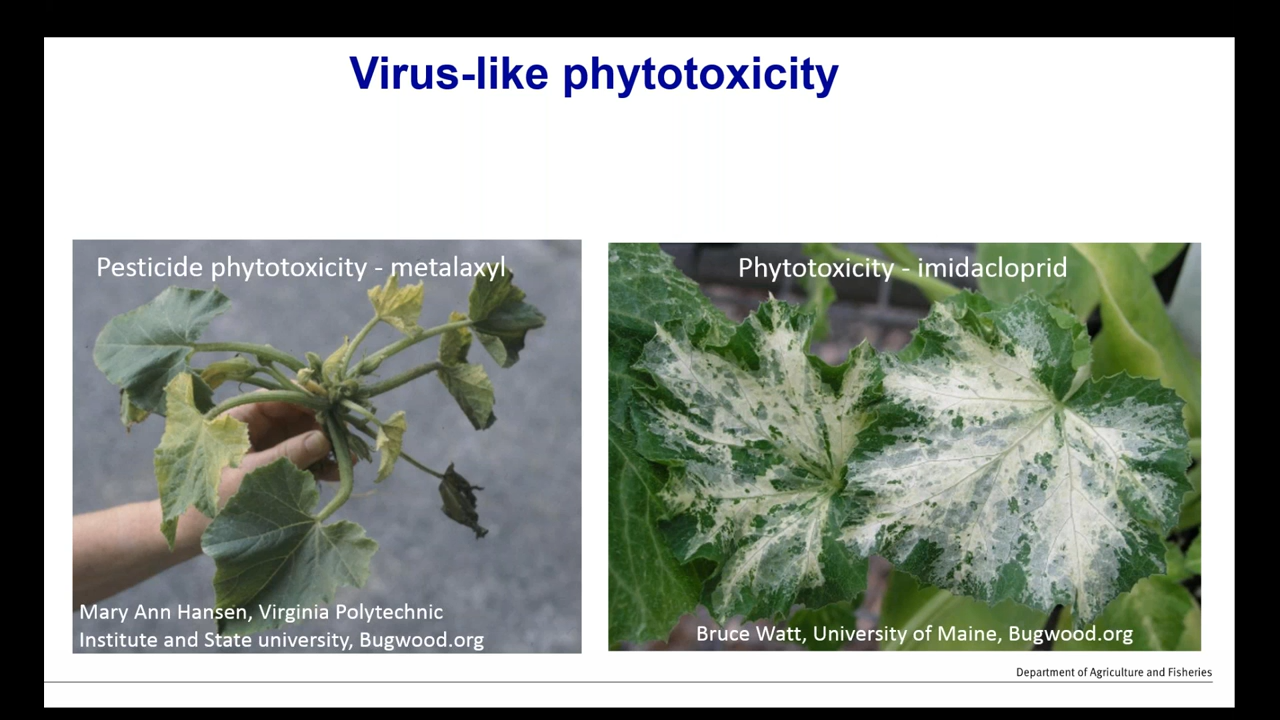 Virus-like phytotoxicity
Pesticide phytotoxicity - metalaxyl
Mary Ann Hansen, Virginia Polytechnic
Institute and State university, Bugwood.org
Phytotoxicity - imidacloprid
Bruce Watt, University of Maine, Bugwood.org
Department of Agriculture and Fisheries